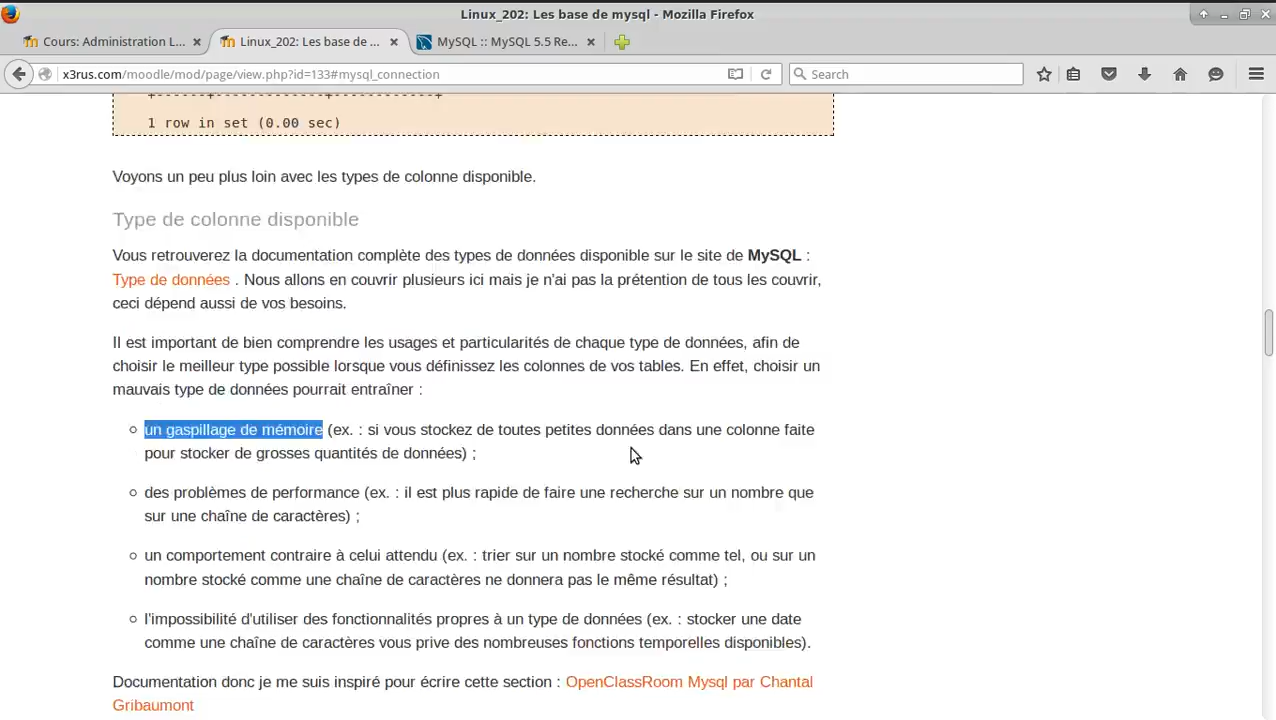 Linux_202: Les base de mysql - Mozilla Firefox
Cours: Administration L...
Linux_202: Les base de ...
MySQL :: MySQL 5.5 Re...
x3rus.com/moodle/mod/page/view.php?id=133#mysql_connection
Search
+------+-------------+------------+
1 row in set (0.00 sec)
Voyons un peu plus loin avec les types de colonne disponible.
Type de colonne disponible
Vous retrouverez la documentation complète des types de données disponible sur le site de MySQL :
Type de données . Nous allons en couvrir plusieurs ici mais je n'ai pas la prétention de tous les couvrir,
ceci dépend aussi de vos besoins.
Il est important de bien comprendre les usages et particularités de chaque type de données, afin de
choisir le meilleur type possible lorsque vous définissez les colonnes de vos tables. En effet, choisir un
mauvais type de données pourrait entraîner :
un gaspillage de mémoire (ex. : si vous stockez de toutes petites données dans une colonne faite
pour stocker de grosses quantités de données) ;
des problèmes de performance (ex. : il est plus rapide de faire une recherche sur un nombre que
sur une chaîne de caractères) ;
un comportement contraire à celui attendu (ex. : trier sur un nombre stocké comme tel, ou sur un
nombre stocké comme une chaîne de caractères ne donnera pas le même résultat) ;
l'impossibilité d'utiliser des fonctionnalités propres à un type de données (ex. : stocker une date
comme une chaîne de caractères vous prive des nombreuses fonctions temporelles disponibles).
Documentation donc je me suis inspiré pour écrire cette section : OpenClassRoom Mysql par Chantal
Gribaumont